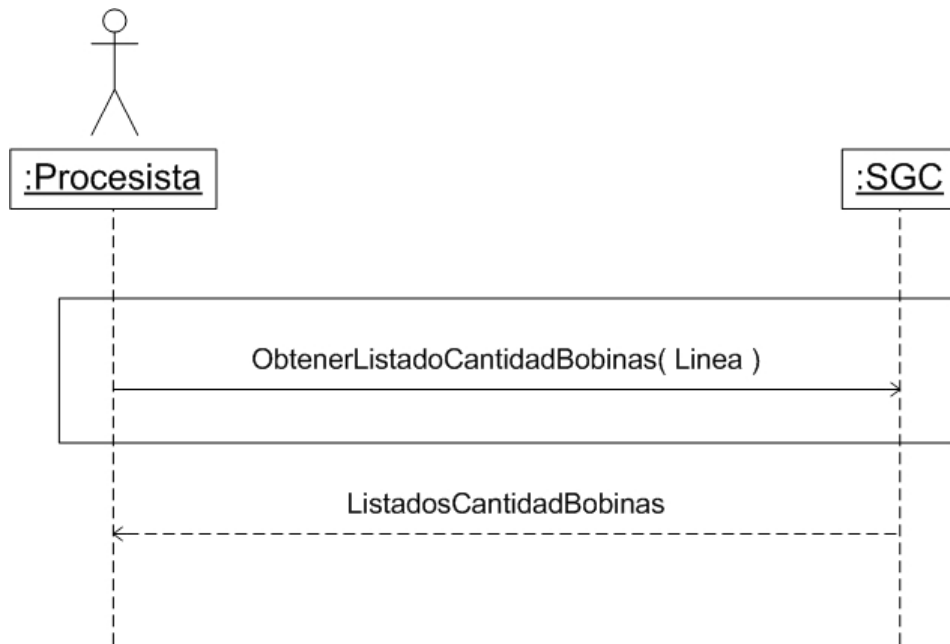 :Procesista
:SGC
ObtenerListadoCantidadBobinas( Linea )
ListadosCantidadBobinas